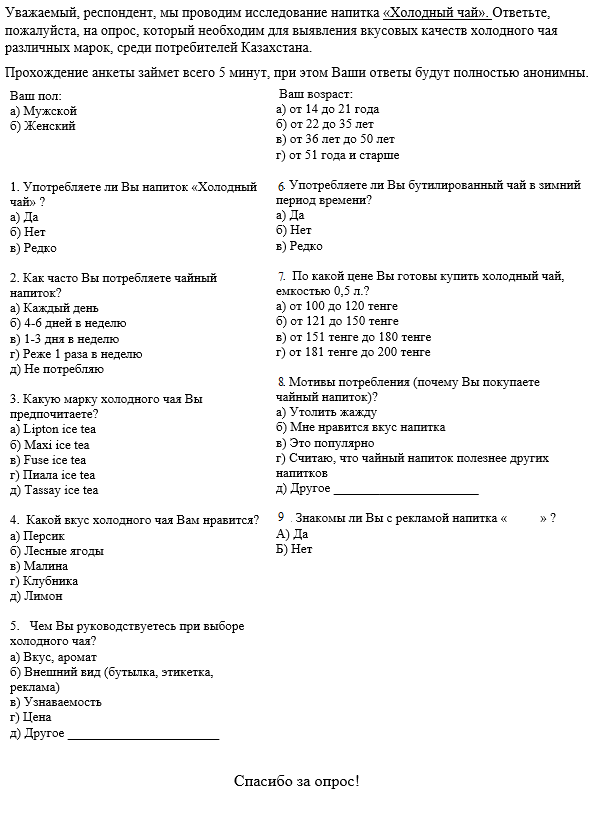 Уважаемый, респондент, мы проводим исследование напитка «Холодный чай». Ответьте,
пожалуйста, на опрос, который необходим для выявления вкусовых качеств холодного чая
различных марок, среди потребителей Казахстана.
Прохождение анкеты займет всего 5 минут, при этом Ваши ответы будут полностью анонимны.
Ваш пол:
а) Мужской
б) Женский
1. Употребляете ли Вы напиток «Холодный
чай» ?
а) Да
б) Нет
в) Редко
2. Как часто Вы потребляете чайный
напиток?
а) Каждый день
б) 4-6 дней в неделю
в) 1-3 дня в неделю
г) Реже 1 раза в неделю
д) Не потребляю
3. Какую марку холодного чая Вы
предпочитаете?
а) Lipton ice tea
б) Maxi ice tea
в) Fuse ice tea
г) Пиала ice tea
д) Tassay ice tea
4. Какой вкус холодного чая Вам нравится?
а) Персик
б) Лесные ягоды
в) Малина
г) Клубника
д) Лимон
5. Чем Вы руководствуетесь при выборе
холодного чая?
а) Вкус, аромат
б) Внешний вид (бутылка, этикетка,
реклама)
в) Узнаваемость
г) Цена
д) Другое ________________________
Ваш возраст:
а) от 14 до 21 года
б) от 22 до 35 лет
в) от 36 лет до 50 лет
г) от 51 года и старше
6. Употребляете ли Вы бутилированный чай в зимний
период времени?
а) Да
б) Нет
в) Редко
7. По какой цене Вы готовы купить холодный чай,
емкостью 0,5 л.?
а) от 100 до 120 тенге
б) от 121 до 150 тенге
в) от 151 тенге до 180 тенге
г) от 181 тенге до 200 тенге
8. Мотивы потребления (почему Вы покупаете
чайный напиток)?
а) Утолить жажду
б) Мне нравится вкус напитка
в) Это популярно
г) Считаю, что чайный напиток полезнее других
напитков
д) Другое _______________________
9 . Знакомы ли Вы с рекламой напитка «          » ?
А) Да
Б) Нет
Спасибо за опрос!